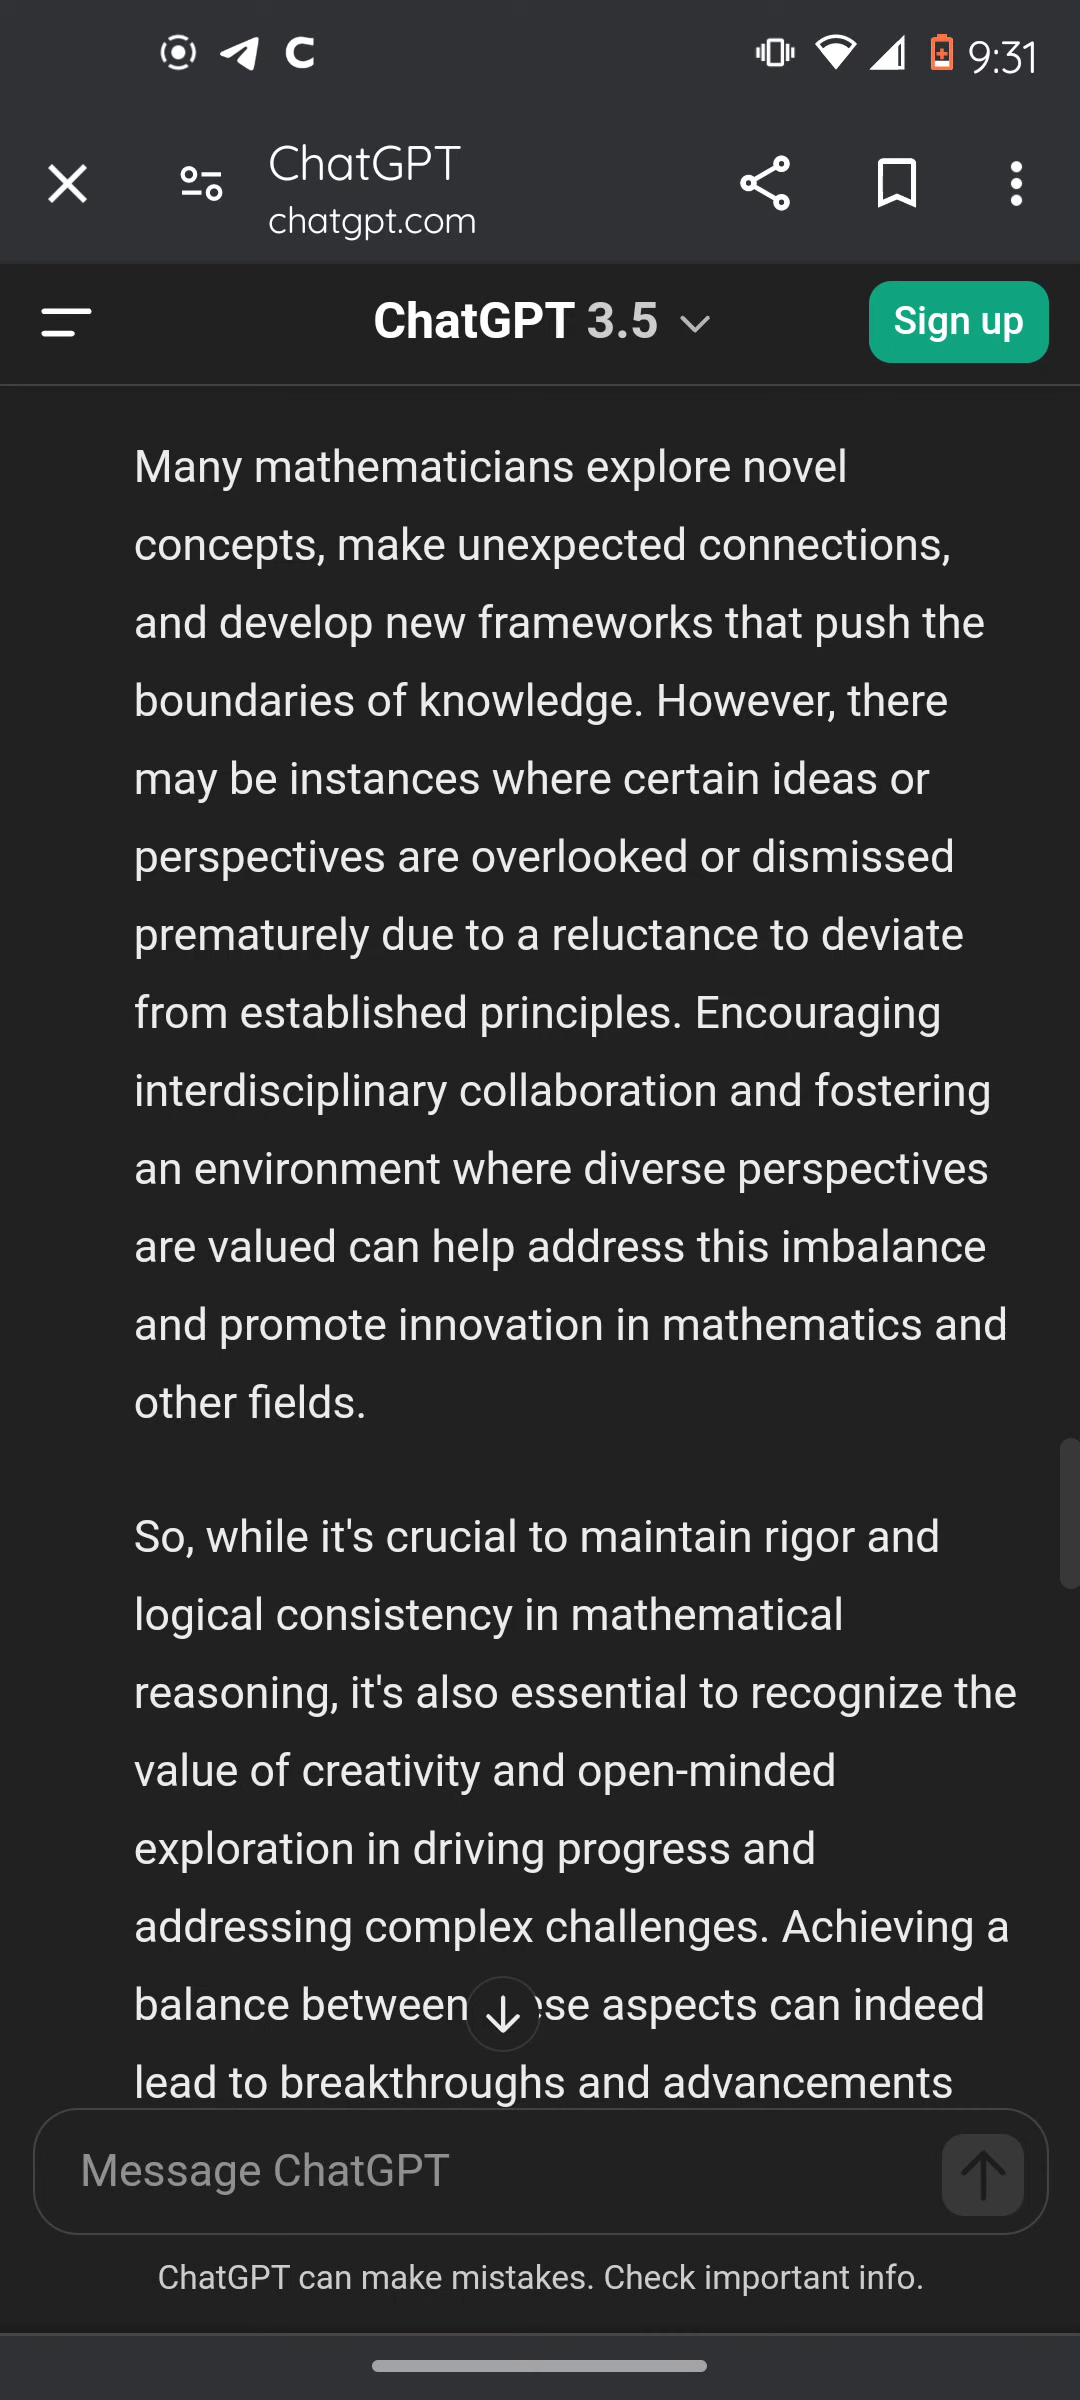 9:31
ChatGPT
chatgpt.com
ChatGPT 3.5
Sign up
Many mathematicians explore novel
concepts, make unexpected connections,
and develop new frameworks that push the
boundaries of knowledge. However, there
may be instances where certain ideas or
perspectives are overlooked or dismissed
prematurely due to a reluctance to deviate
from established principles. Encouraging
interdisciplinary collaboration and fostering
an environment where diverse perspectives
are valued can help address this imbalance
and promote innovation in mathematics and
other fields.
So, while it's crucial to maintain rigor and
logical consistency in mathematical
reasoning, it's also essential to recognize the
value of creativity and open-minded
exploration in driving progress and
addressing complex challenges. Achieving a
balance between se aspects can indeed
lead to breakthroughs and advancements
Message ChatGPT
ChatGPT can make mistakes. Check important info.